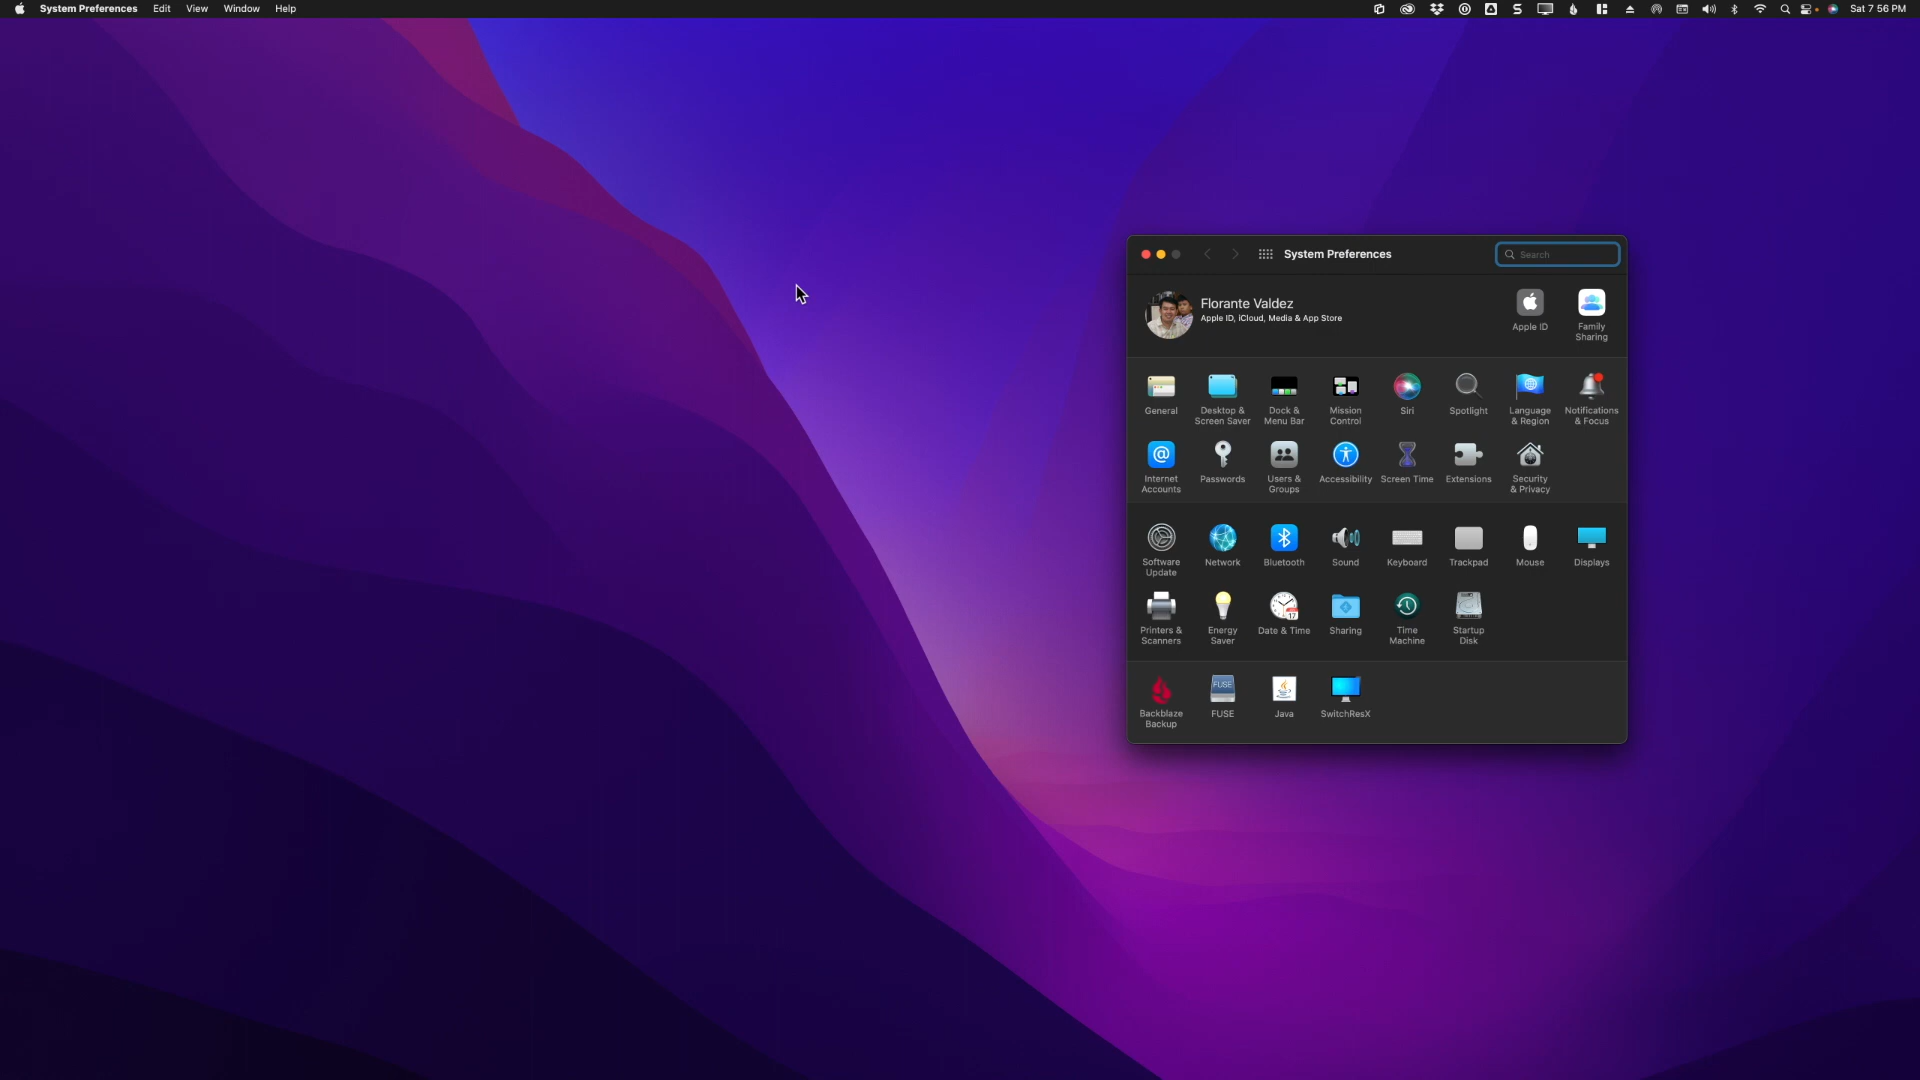 System Preferences Edit View Window Help
Sat 7 56 PM
System Preferences
Search
Florante Valdez
Apple ID, iCloud, Media & App Store
Apple ID
Family
Sharing
General
Desktop &
Screen Saver
Dock &
Menu Bar
Mission
Control
Siri
Spotlight
Language
& Region
Notifications
& Focus
Internet
Accounts
Passwords
Users &
Groups
Accessibility
Screen Time
Extensions
Security
& Privacy
Software
Update
Network
Bluetooth
Sound
Keyboard
Trackpad
Mouse
Displays
Printers &
Scanners
Energy
Saver
17
Date & Time
Sharing
Time
Machine
Startup
Disk
Backblaze
Backup
FUSE
FUSE
Java
SwitchResX